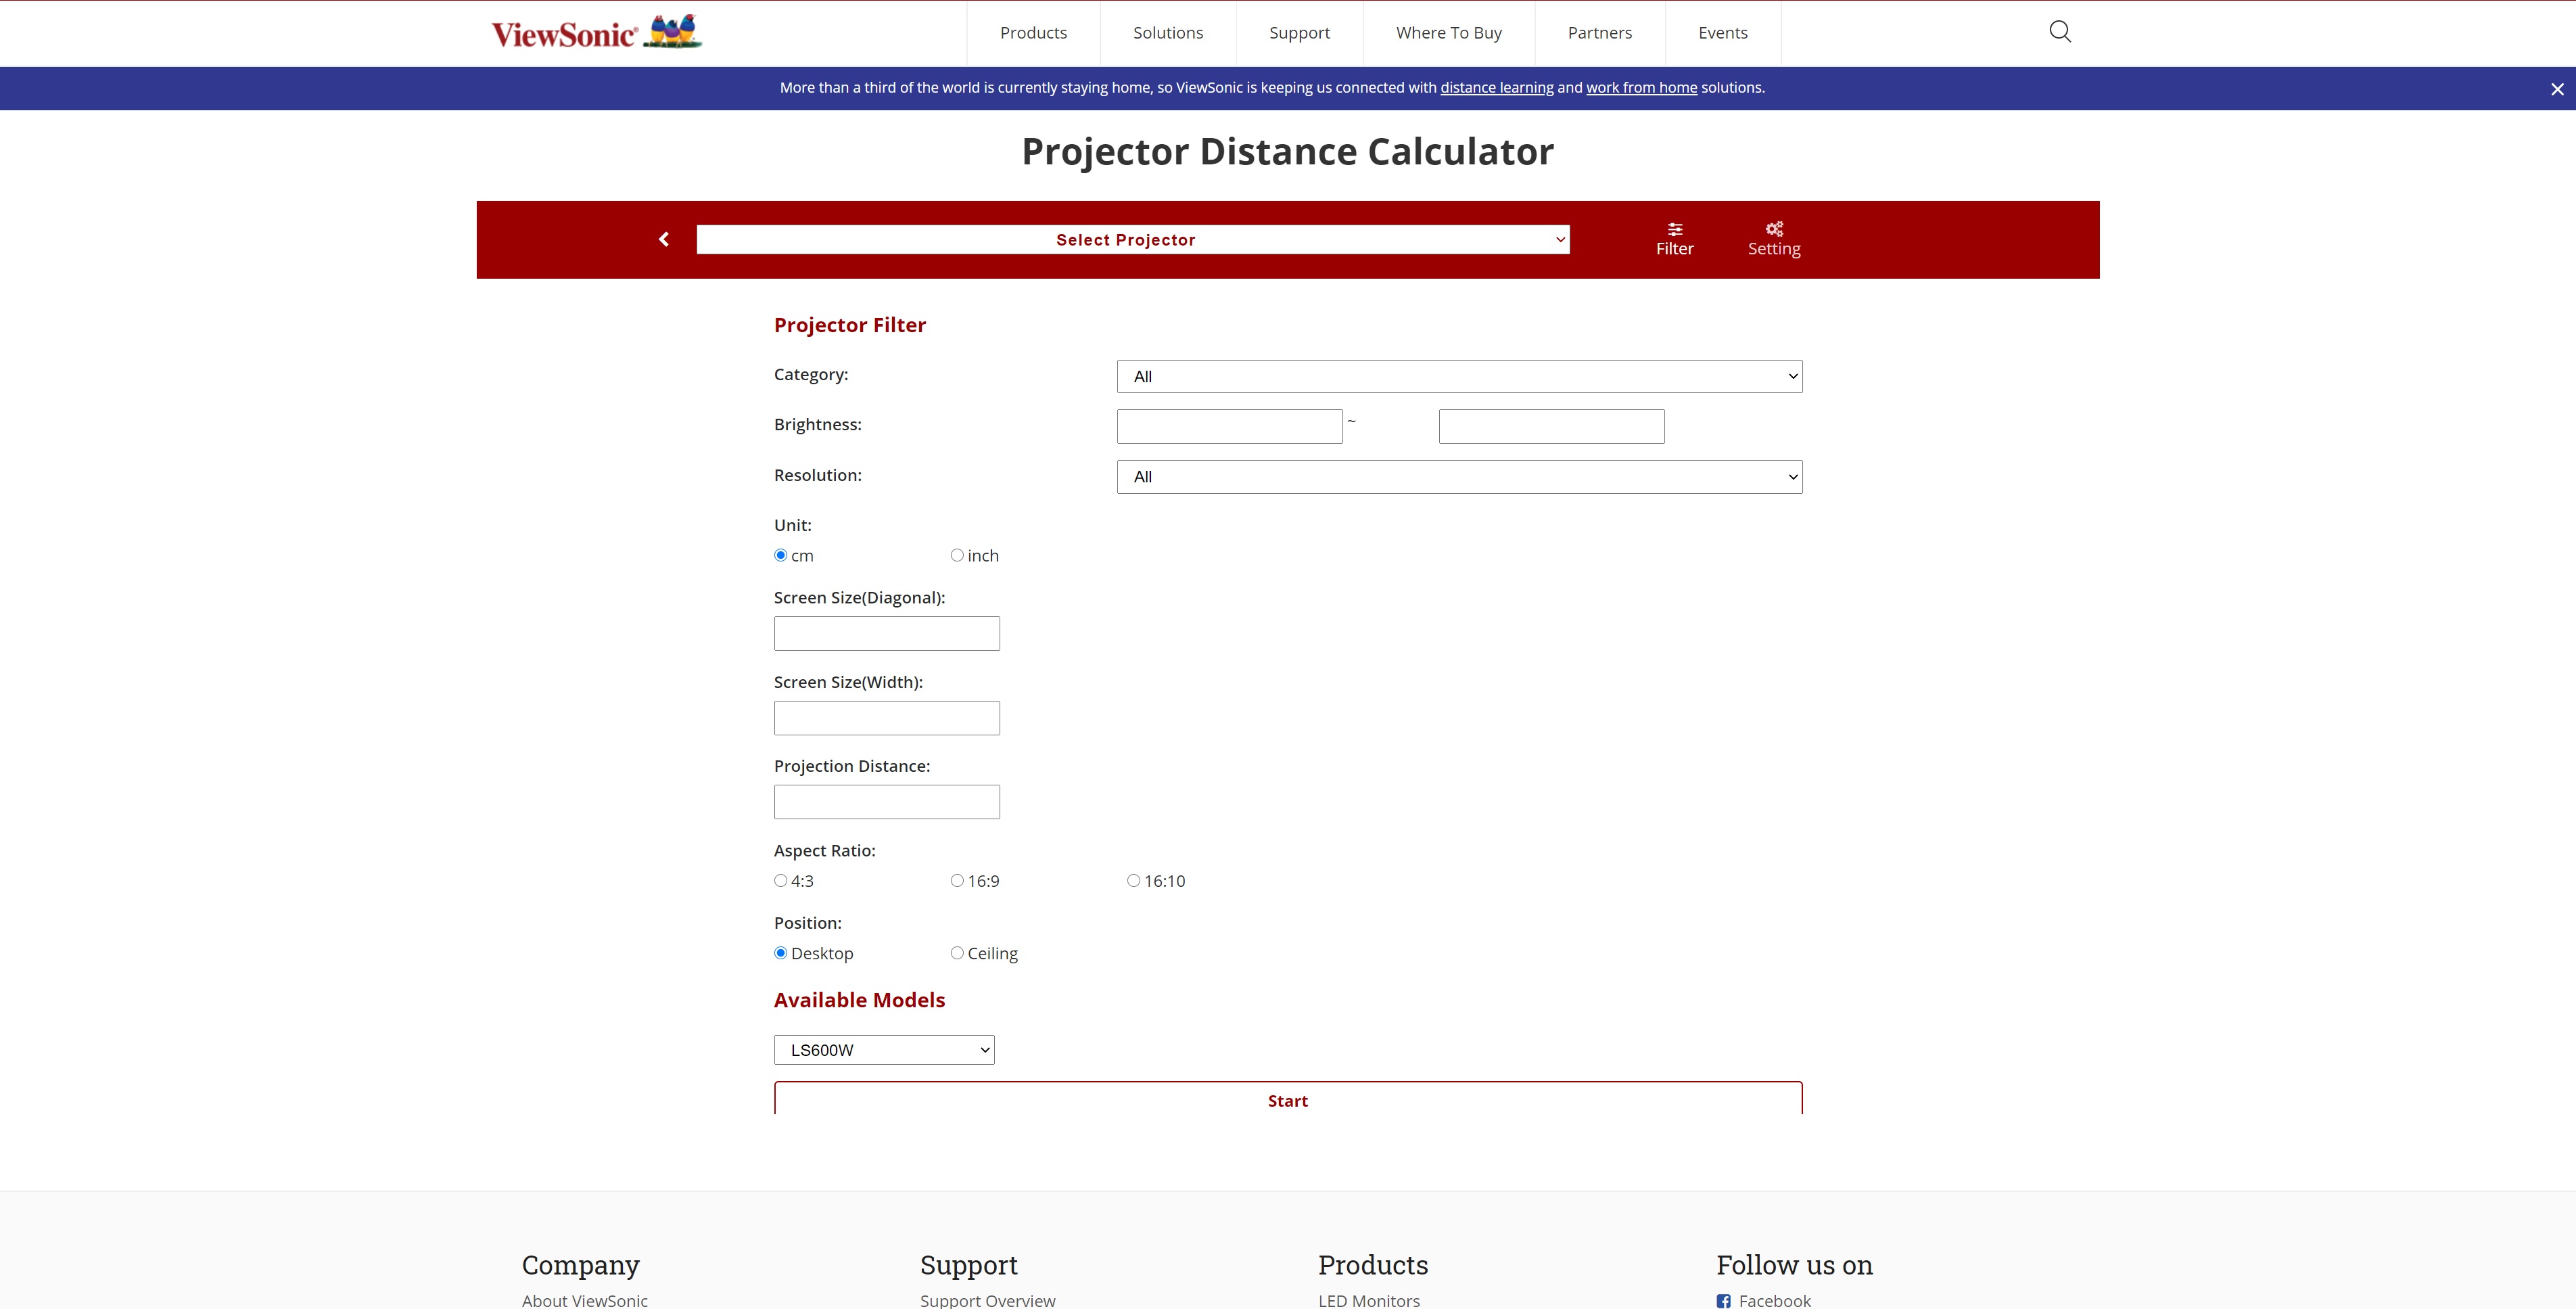 ViewSonic
Products
Solutions
Support
Where To Buy
Partners
Events
More than a third of the world is currently staying home, so ViewSonic is keeping us connected with distance learning and work from home solutions.
Projector Distance Calculator
Select Projector
Filter
Setting
Projector Filter
Category:
All
Brightness:
~
Resolution:
All
Unit:
cm
inch
Screen Size(Diagonal):
Screen Size(Width):
Projection Distance:
Aspect Ratio:
4:3
16:9
16:10
Position:
Desktop
Ceiling
Available Models
LS600W
Start
Company
Support
Products
Follow us on
About ViewSonic
Support Overview
LED Monitors
Facebook